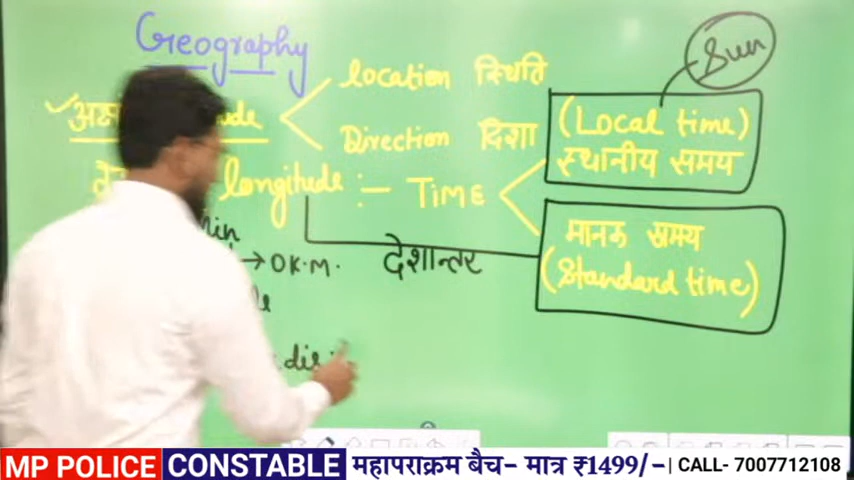 Geography
Sun
location स्थिति
Direction दिशा
(Local time)
स्थानीय समय
longitude :- TiME
मानक समय
(Standard time)
देशान्तर
→ 0 K.M.
MP POLICE CONSTABLE महापराक्रम बैच- मात्र ₹1499/-| CALL- 7007712108